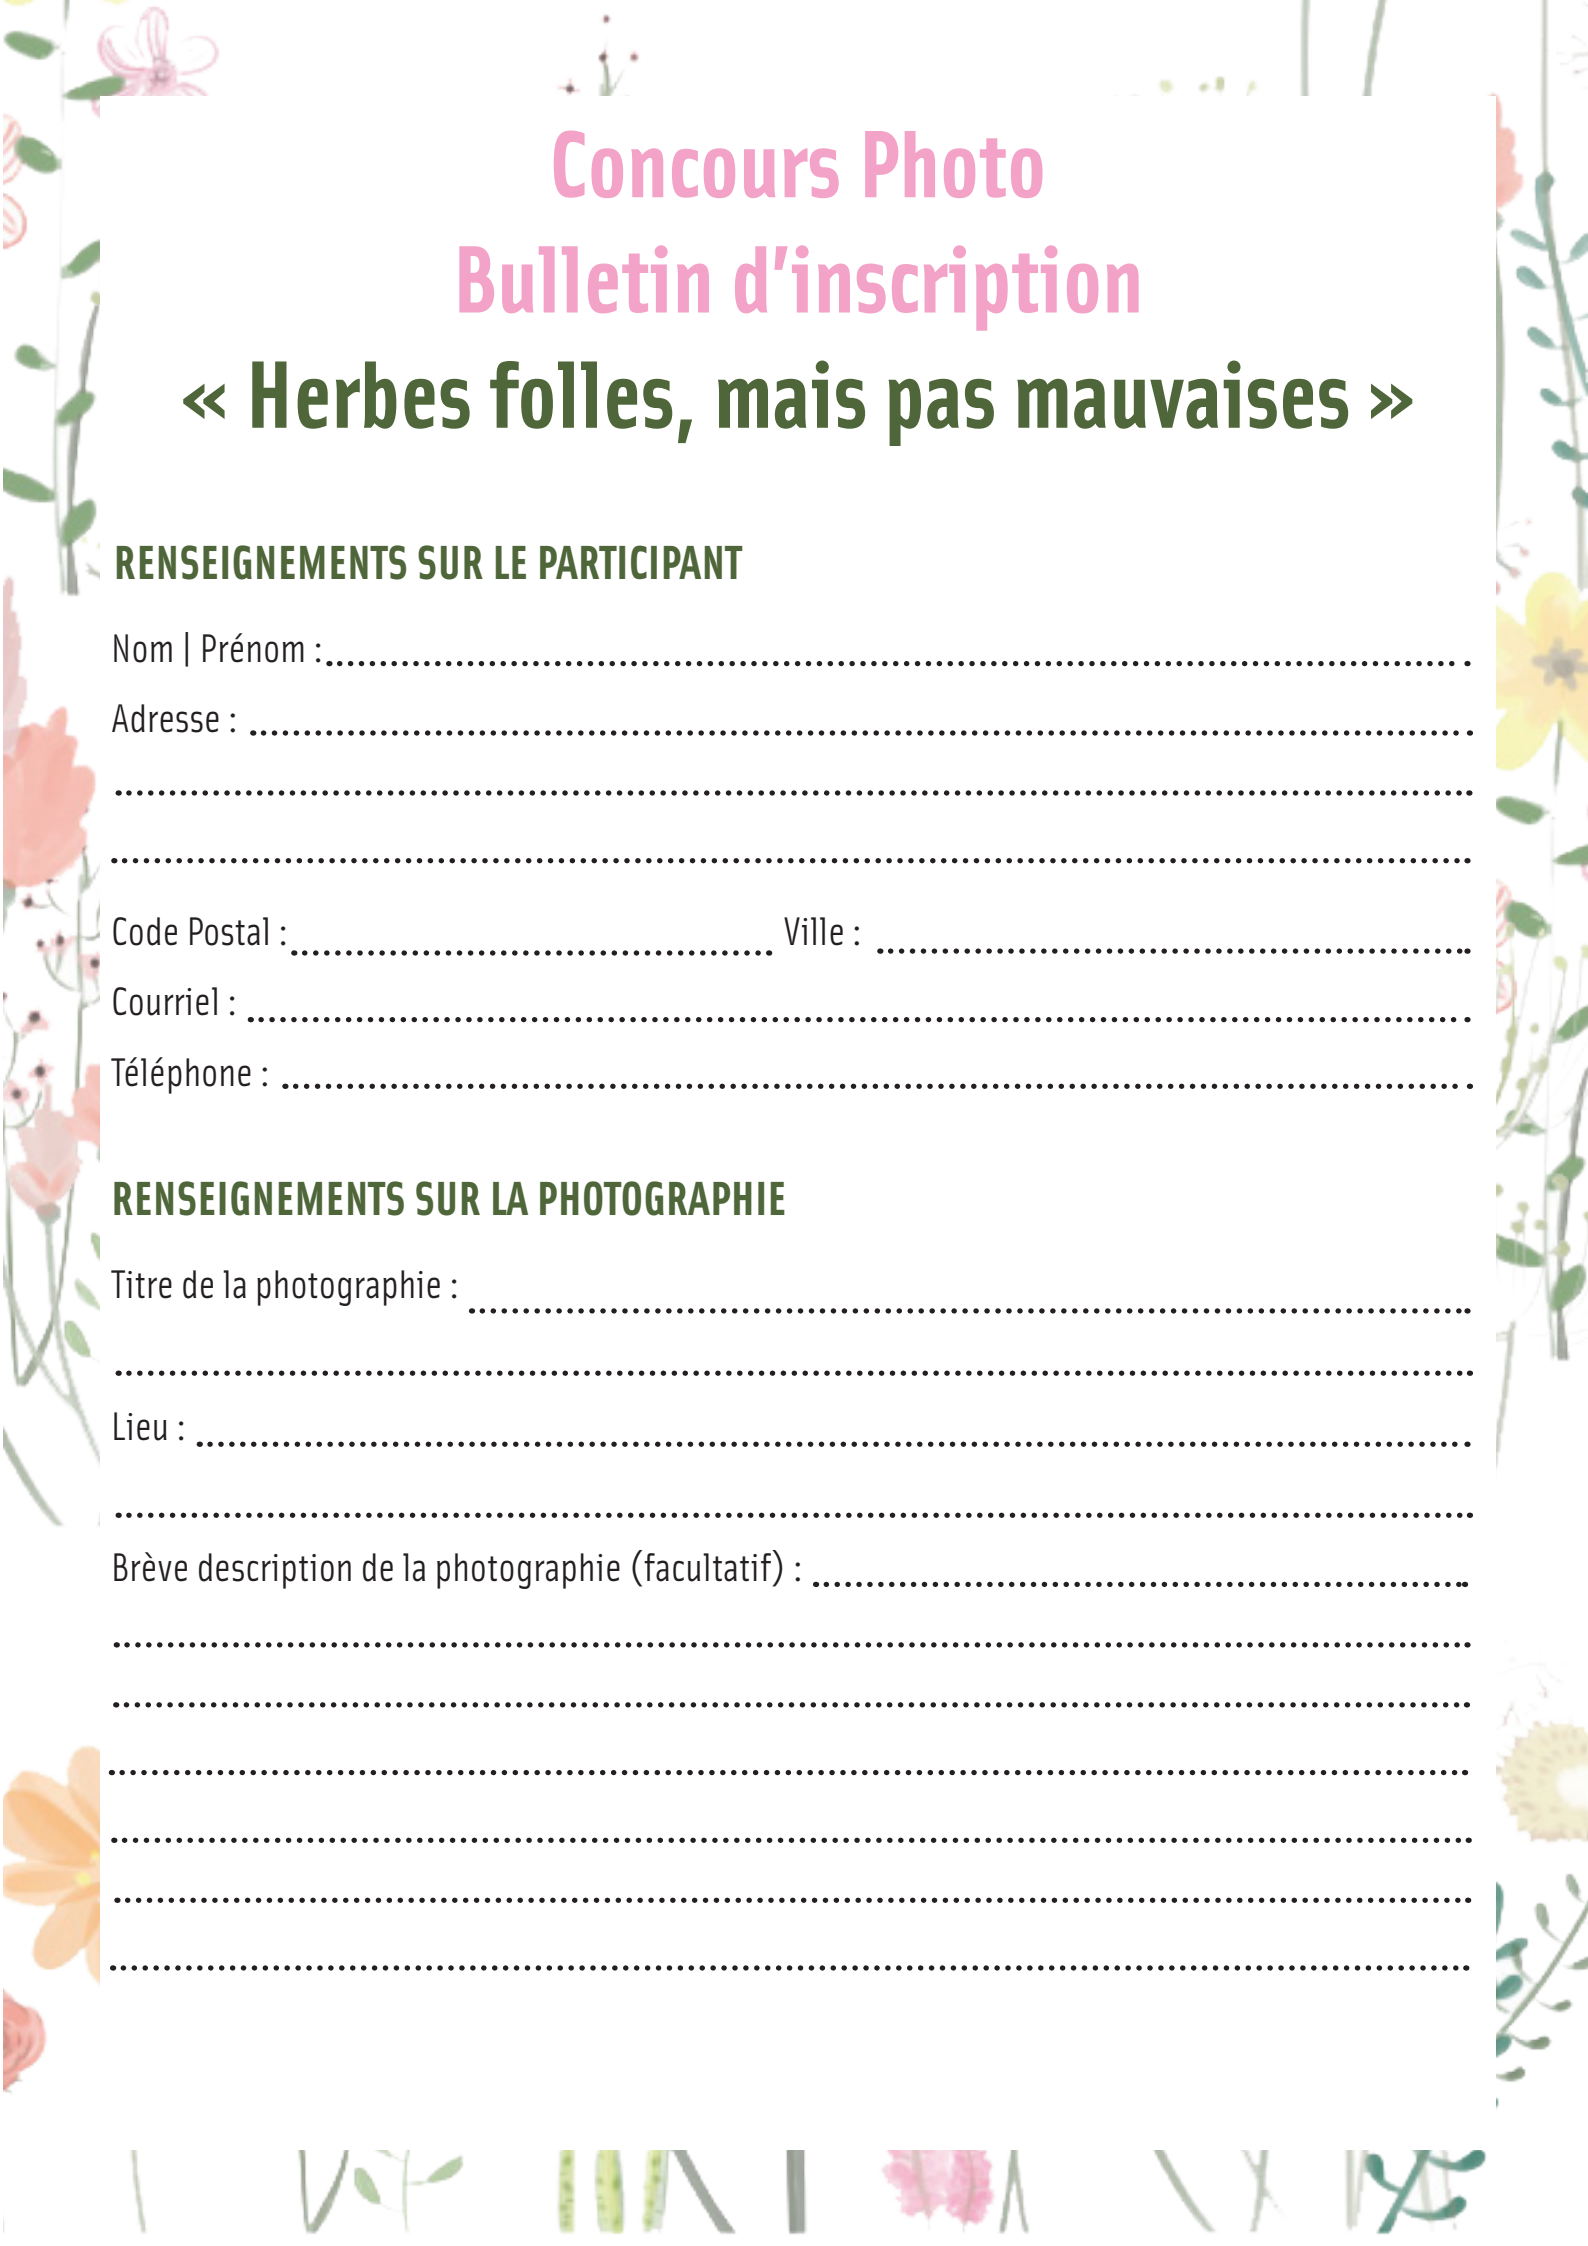 Concours Photo
Bulletin d’inscription
« Herbes folles, mais pas mauvaises »
RENSEIGNEMENTS SUR LE PARTICIPANT
Nom | Prénom :
Adresse :
Code Postal : Ville :
Courriel :
Téléphone :
RENSEIGNEMENTS SUR LA PHOTOGRAPHIE
Titre de la photographie :
Lieu :
Brève description de la photographie (facultatif) :